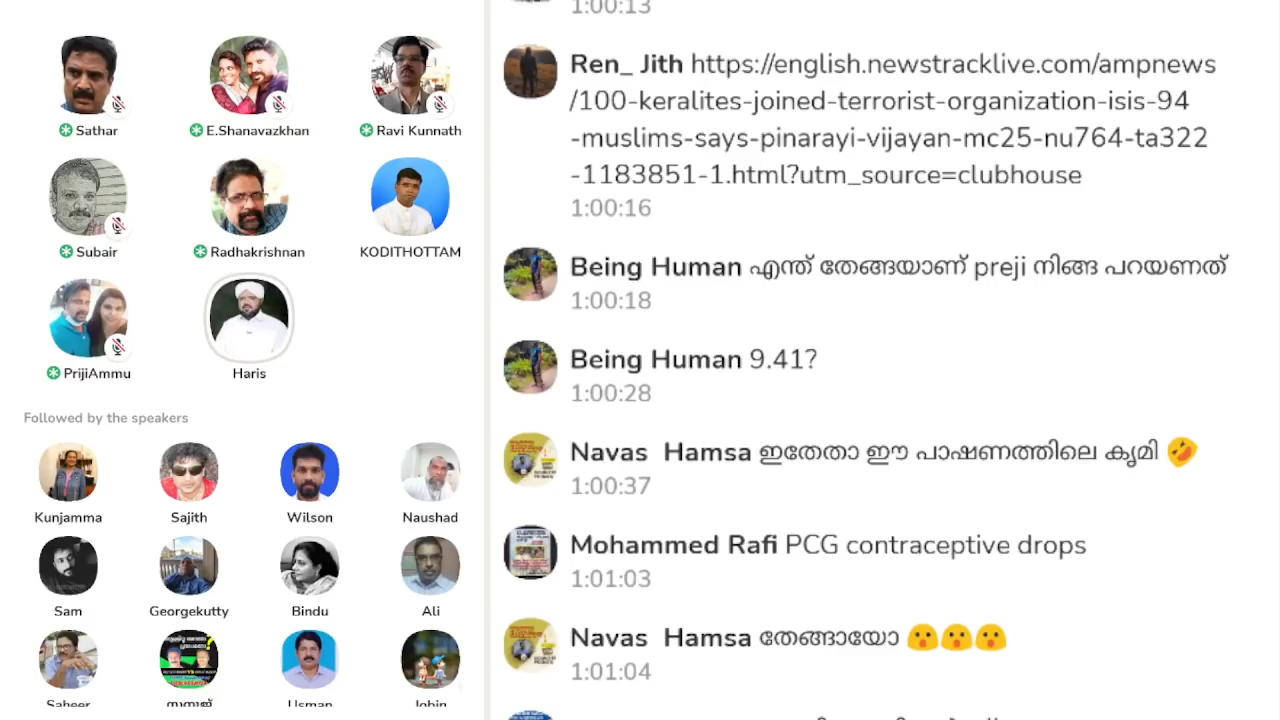 Sathar E.Shanavazkhan Ravi Kunnath
Subair Radhakrishnan KODITHOTTAM
PrijiAmmu Haris
Followed by the speakers
Kunjamma Sajith Wilson Naushad
Sam Georgekutty Bindu Ali
Saheer Usman Jobin
1:00:13
Ren_ Jith https://english.newstracklive.com/ampnews
/100-keralites-joined-terrorist-organization-isis-94
-muslims-says-pinarayi-vijayan-mc25-nu764-ta322
-1183851-1.html?utm_source=clubhouse
1:00:16
Being Human എന്ത് തേങ്ങയാണ് preji നിങ്ങ പറയണത്
1:00:18
Being Human 9.41?
1:00:28
Navas Hamsa ഇതേതാ ഈ പാഷണത്തിലെ കൃമി 🤣
1:00:37
Mohammed Rafi PCG contraceptive drops
1:01:03
Navas Hamsa തേങ്ങായോ 😮😮😮
1:01:04